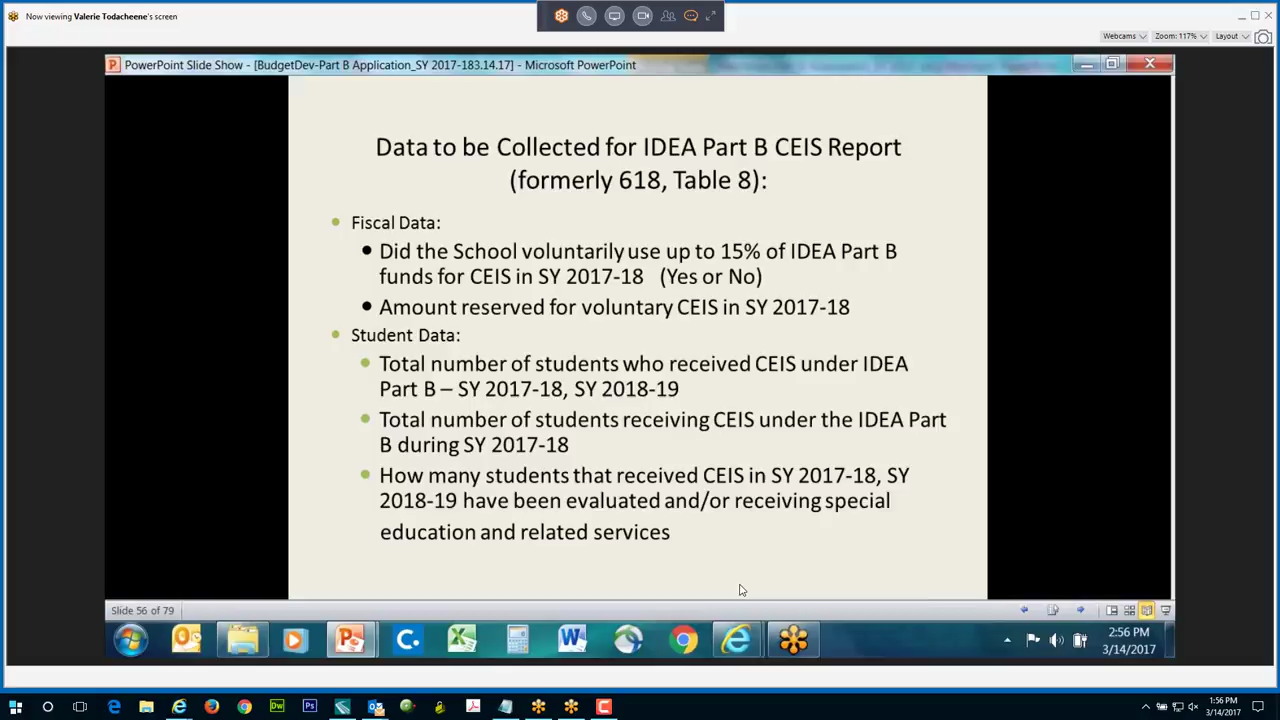 Now viewing Valerie Todacheene's screen
Webcams
Zoom: 117%
Layout
PowerPoint Slide Show - [BudgetDev-Part B Application_SY 2017-183.14.17] - Microsoft PowerPoint
Data to be Collected for IDEA Part B CEIS Report
(formerly 618, Table 8):
Fiscal Data:
Did the School voluntarily use up to 15% of IDEA Part B
funds for CEIS in SY 2017-18 (Yes or No)
Amount reserved for voluntary CEIS in SY 2017-18
Student Data:
Total number of students who received CEIS under IDEA
Part B – SY 2017-18, SY 2018-19
Total number of students receiving CEIS under the IDEA Part
B during SY 2017-18
How many students that received CEIS in SY 2017-18, SY
2018-19 have been evaluated and/or receiving special
education and related services
Slide 56 of 79
2:56 PM
3/14/2017
1:56 PM
3/14/2017